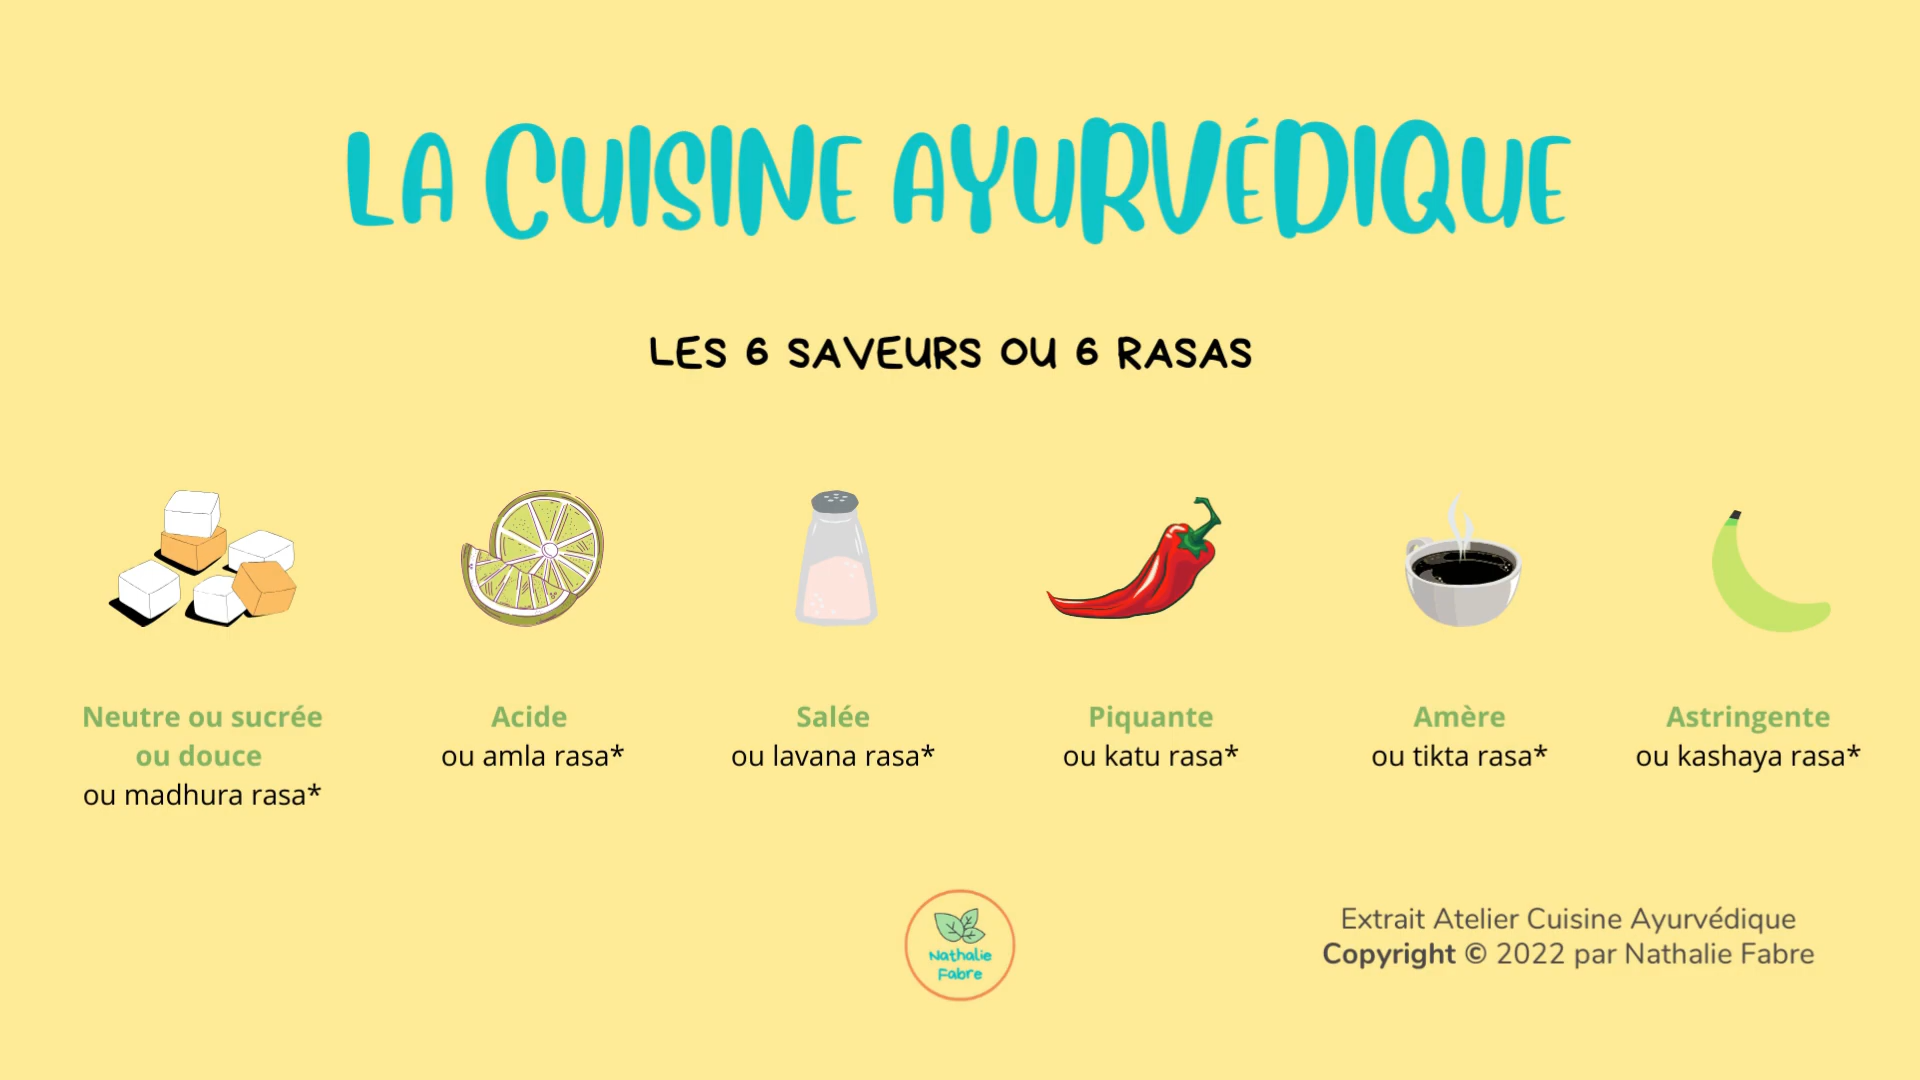 LA CUISINE AYURVÉDIQUE
LES 6 SAVEURS OU 6 RASAS
Neutre ou sucrée
ou douce
ou madhura rasa*
Acide
ou amla rasa*
Salée
ou lavana rasa*
Piquante
ou katu rasa*
Amère
ou tikta rasa*
Astringente
ou kashaya rasa*
Nathalie
Fabre
Extrait Atelier Cuisine Ayurvédique
Copyright © 2022 par Nathalie Fabre